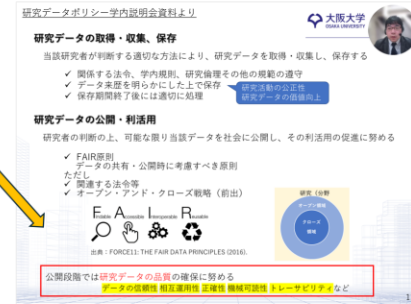 研究データポリシー学内説明会資料より
大阪大学
OSAKA UNIVERSITY
研究データの取得・収集、保存
当該研究者が判断する適切な方法により、研究データを取得・収集し、保存する
✓ 関係する法令、学内規則、研究倫理その他の規範の遵守
✓ データ来歴を明らかにした上で保存
✓ 保存期間終了後には適切に処理
研究活動の公正性
研究データの価値向上
研究データの公開・利活用
研究者の判断の上、可能な限り当該データを社会に公開し、その利活用の促進に努める
✓ FAIR原則
データの共有・公開時に考慮すべき原則
ただし
✓ 関連する法令等
✓ オープン・アンド・クローズ戦略（前出）
Findable Accessible Interoperable Reusable
出典：FORCE11: THE FAIR DATA PRINCIPLES (2016).
研究（分野
オープン領域
クローズ
領域
公開段階では研究データの品質の確保に努める
データの信頼性 相互運用性 正確性 機械可読性 トレーサビリティなど